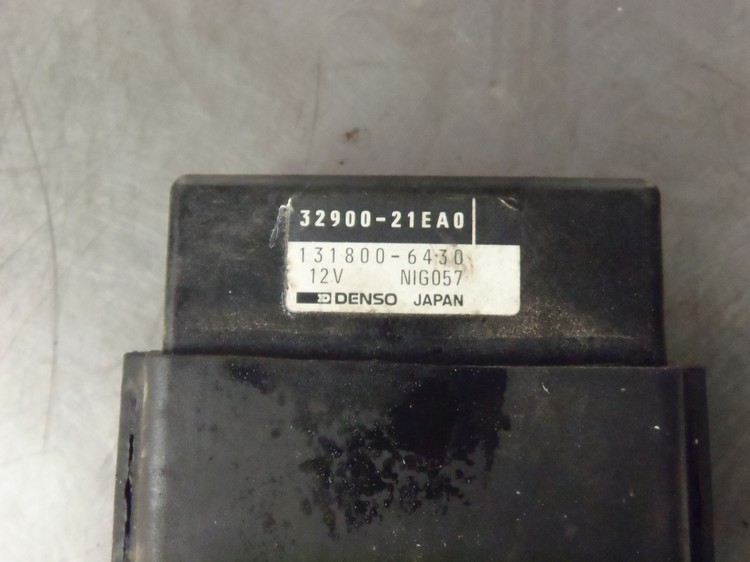 32900-21EA0
131800-6430
12V NIG057
DENSO JAPAN